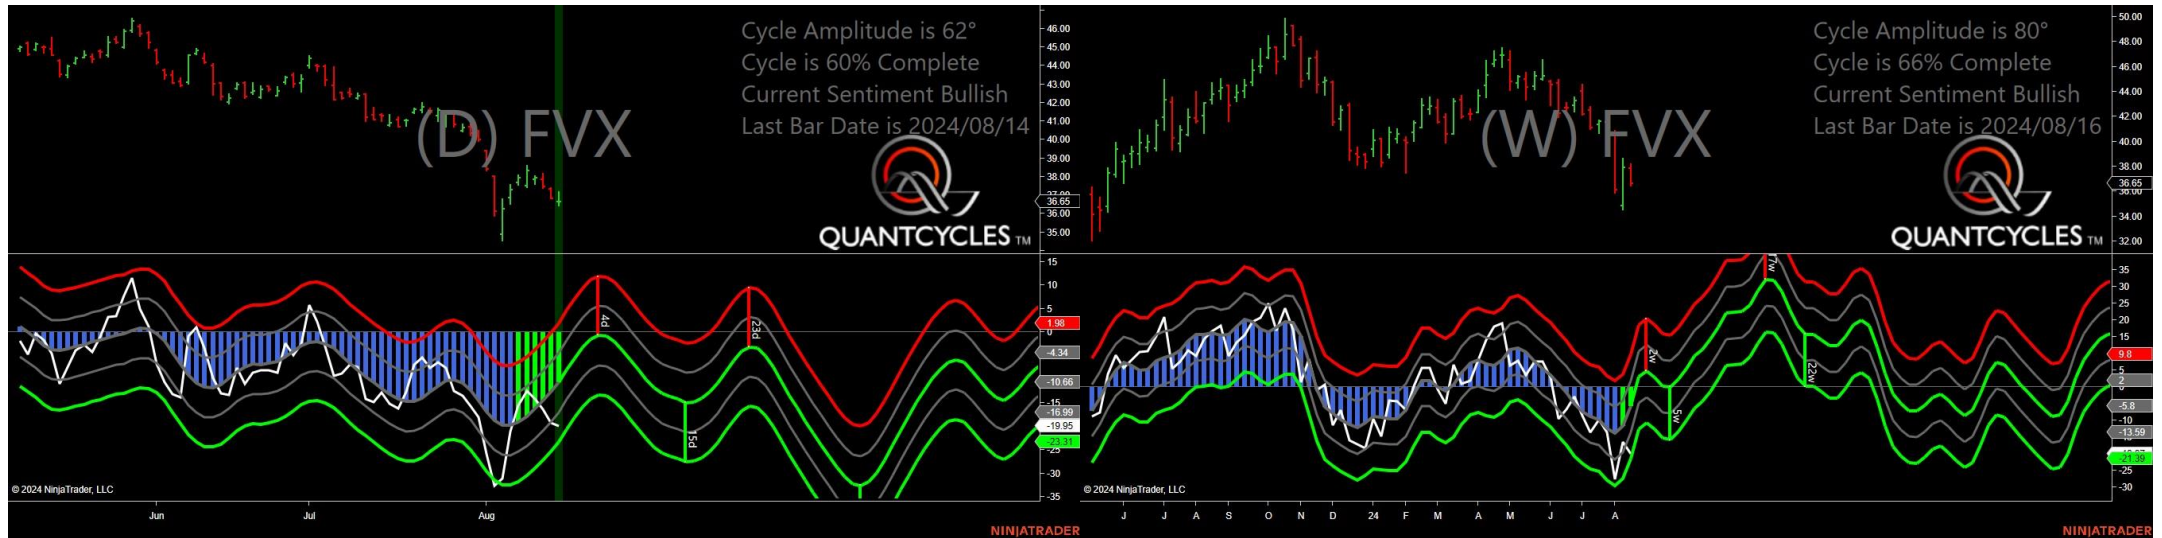 Cycle Amplitude is 62°
Cycle is 60% Complete
Current Sentiment Bullish
Last Bar Date is 2024/08/14
(D) FVX
QUANTCYCLES TM
46.00
45.00
44.00
43.00
42.00
41.00
40.00
39.00
38.00
36.65
36.00
35.00
15
10
5
1.98
0
-4.34
-10.66
-15
-16.99
-19.95
-23.31
-25
-30
-35
4d
15d
23d
© 2024 NinjaTrader, LLC
Jun
Jul
Aug
NINJATRADER
Cycle Amplitude is 80°
Cycle is 66% Complete
Current Sentiment Bullish
Last Bar Date is 2024/08/16
(W) FVX
QUANTCYCLES TM
50.00
48.00
46.00
44.00
42.00
40.00
38.00
36.65
36.00
34.00
32.00
35
30
25
20
15
9.8
5
2
-5.8
-10
-13.59
-21.39
-25
-30
2w
5w
17w
22w
© 2024 NinjaTrader, LLC
J
J
A
S
O
N
D
24
F
M
A
M
J
J
A
NINJATRADER